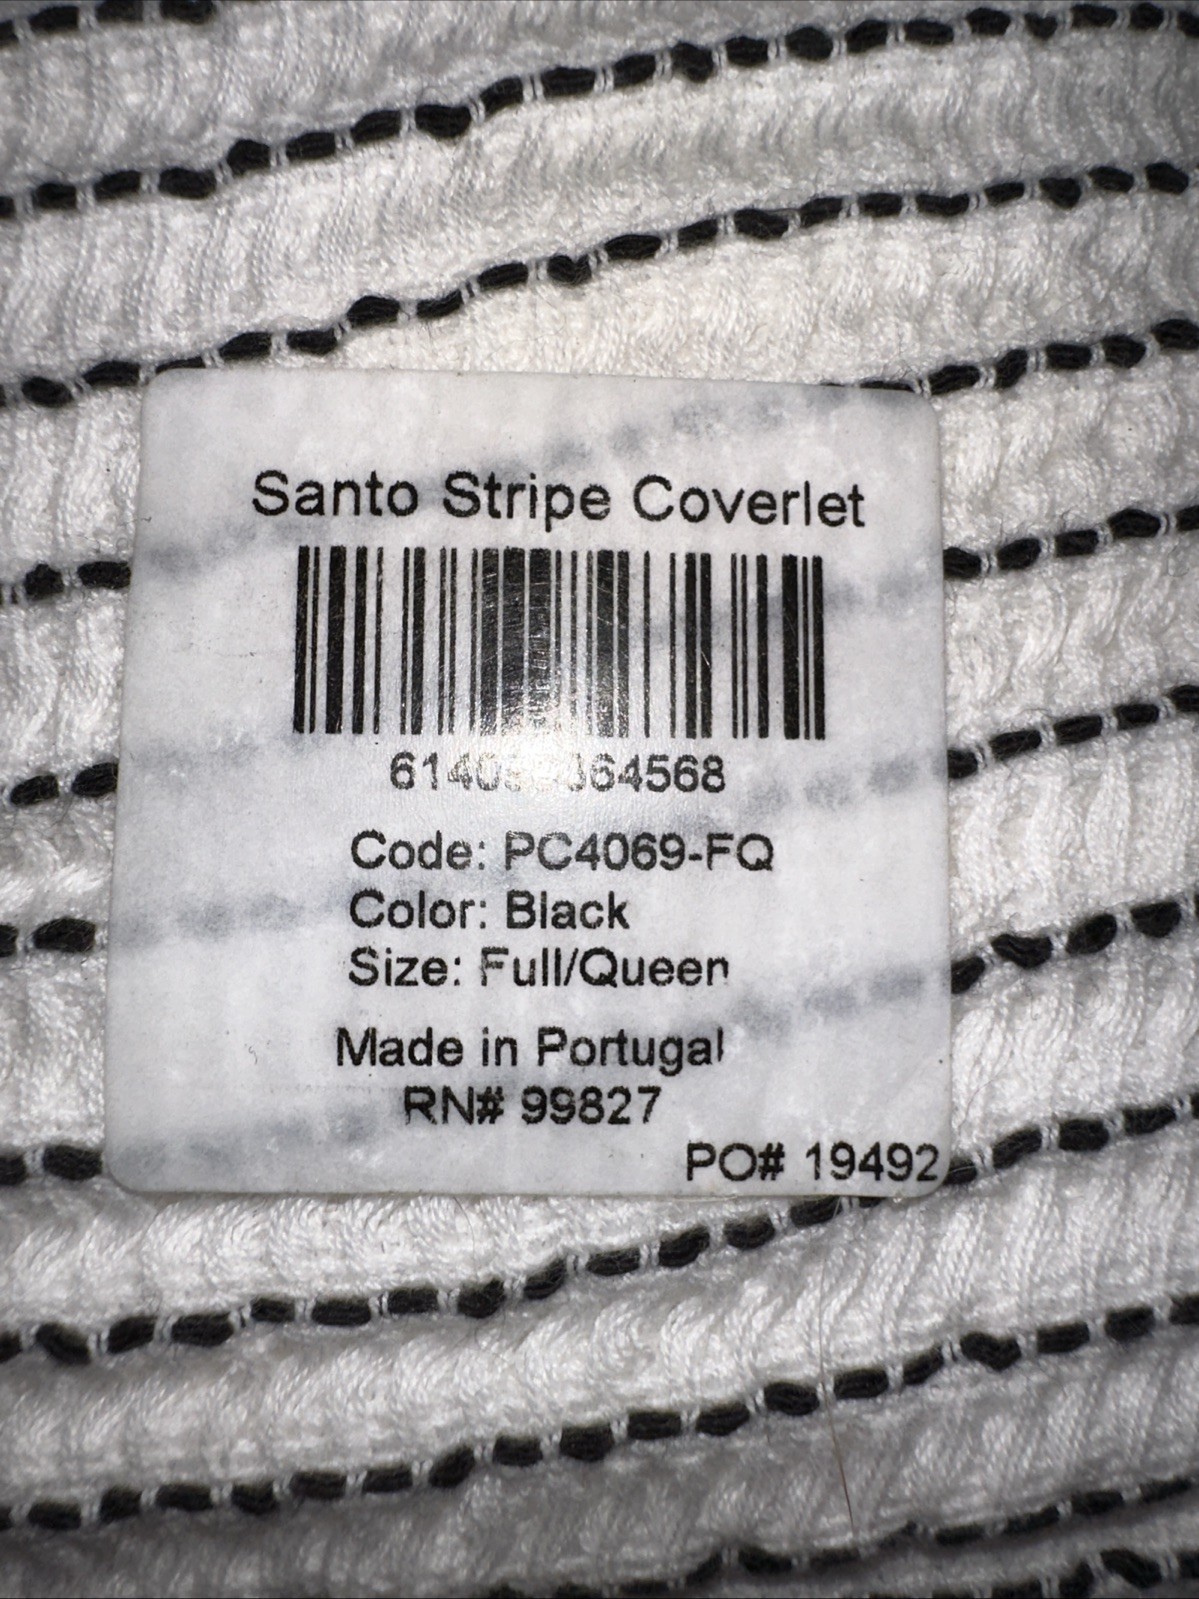 Santo Stripe Coverlet
Code: PC4069-FQ
Color: Black
Size: Full/Queen
Made in Portugal
RN# 99827
PO# 19492